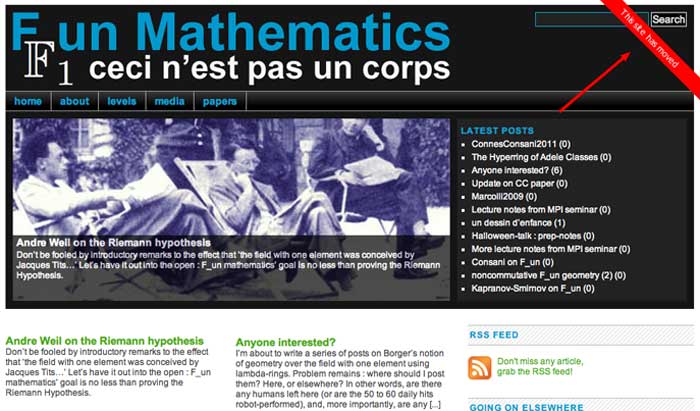 F_un Mathematics
F1 ceci n'est pas un corps
Search
This site has moved
home about levels media papers
Andre Weil on the Riemann hypothesis
Don't be fooled by introductory remarks to the effect that 'the field with one element was conceived by
Jacques Tits...' Let's have it out into the open : F_un mathematics' goal is no less than proving the Riemann
Hypothesis.
LATEST POSTS
ConnesConsani2011 (0)
The Hyperring of Adele Classes (0)
Anyone interested? (6)
Update on CC paper (0)
Marcolli2009 (0)
Lecture notes from MPI seminar (0)
un dessin d'enfance (1)
Halloween-talk : prep-notes (0)
More lecture notes from MPI seminar (0)
Consani on F_un (0)
noncommutative F_un geometry (2) (0)
Kapranov-Smirnov on F_un (0)
Andre Weil on the Riemann hypothesis
Don't be fooled by introductory remarks to the effect
that 'the field with one element was conceived by
Jacques Tits...' Let's have it out into the open : F_un
mathematics' goal is no less than proving the
Riemann Hypothesis.
Anyone interested?
I'm about to write a series of posts on Borger's notion
of geometry over the field with one element using
lambda-rings. Problem remains : where should I post
them? Here, or elsewhere? In other words, are there
any humans left here (or are the 50 to 60 daily hits
robot-performed), and, more importantly, are any [...]
RSS FEED
Don't miss any article,
grab the RSS feed!
GOING ON ELSEWHERE